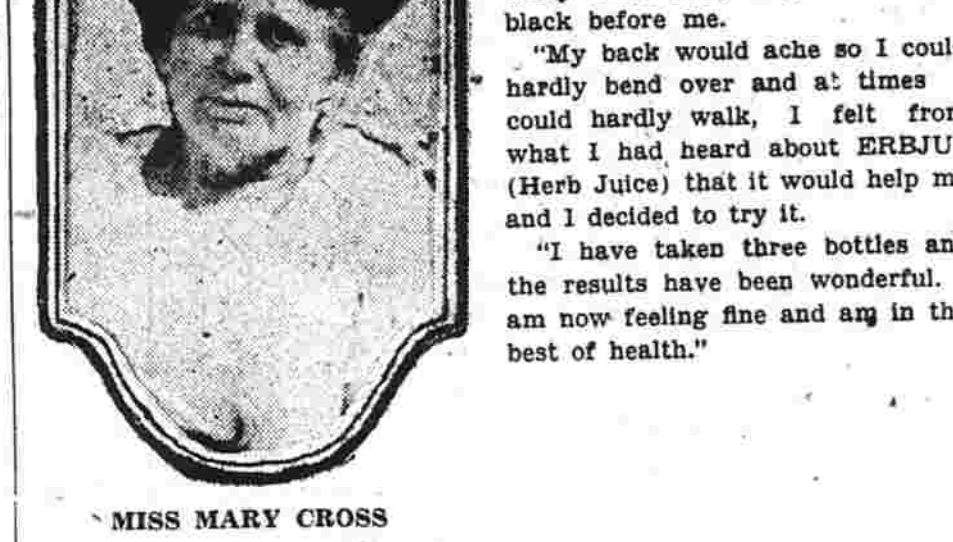 black before me.
"My back would ache so I coul
hardly bend over and at times
could hardly walk, I felt fron
what I had heard about ERBJU
(Herb Juice) that it would help m
and I decided to try it.
"I have taken three bottles an
the results have been wonderful.
am now feeling fine and am in th
best of health."
MISS MARY CROSS